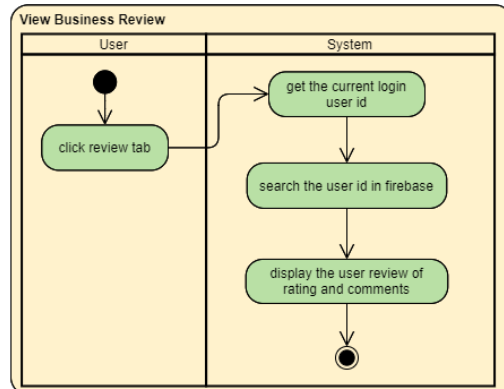 View Business Review
User
System
get the current login
user id
click review tab
search the user id in firebase
display the user review of
rating and comments